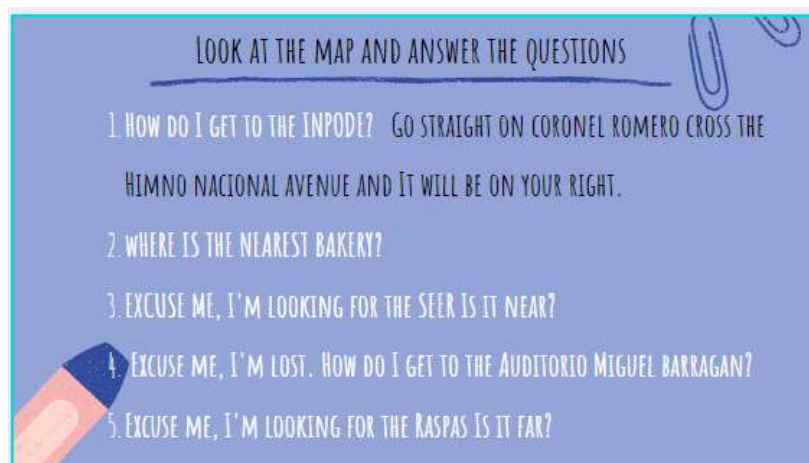 LOOK AT THE MAP AND ANSWER THE QUESTIONS
1. HOW DO I GET TO THE INPODE? GO STRAIGHT ON CORONEL ROMERO CROSS THE
HIMNO NACIONAL AVENUE AND IT WILL BE ON YOUR RIGHT.
2. WHERE IS THE NEAREST BAKERY?
3. EXCUSE ME, I'M LOOKING FOR THE SEER IS IT NEAR?
4. EXCUSE ME, I'M LOST. HOW DO I GET TO THE AUDITORIO MIGUEL BARRAGAN?
5. EXCUSE ME, I'M LOOKING FOR THE RASPAS IS IT FAR?